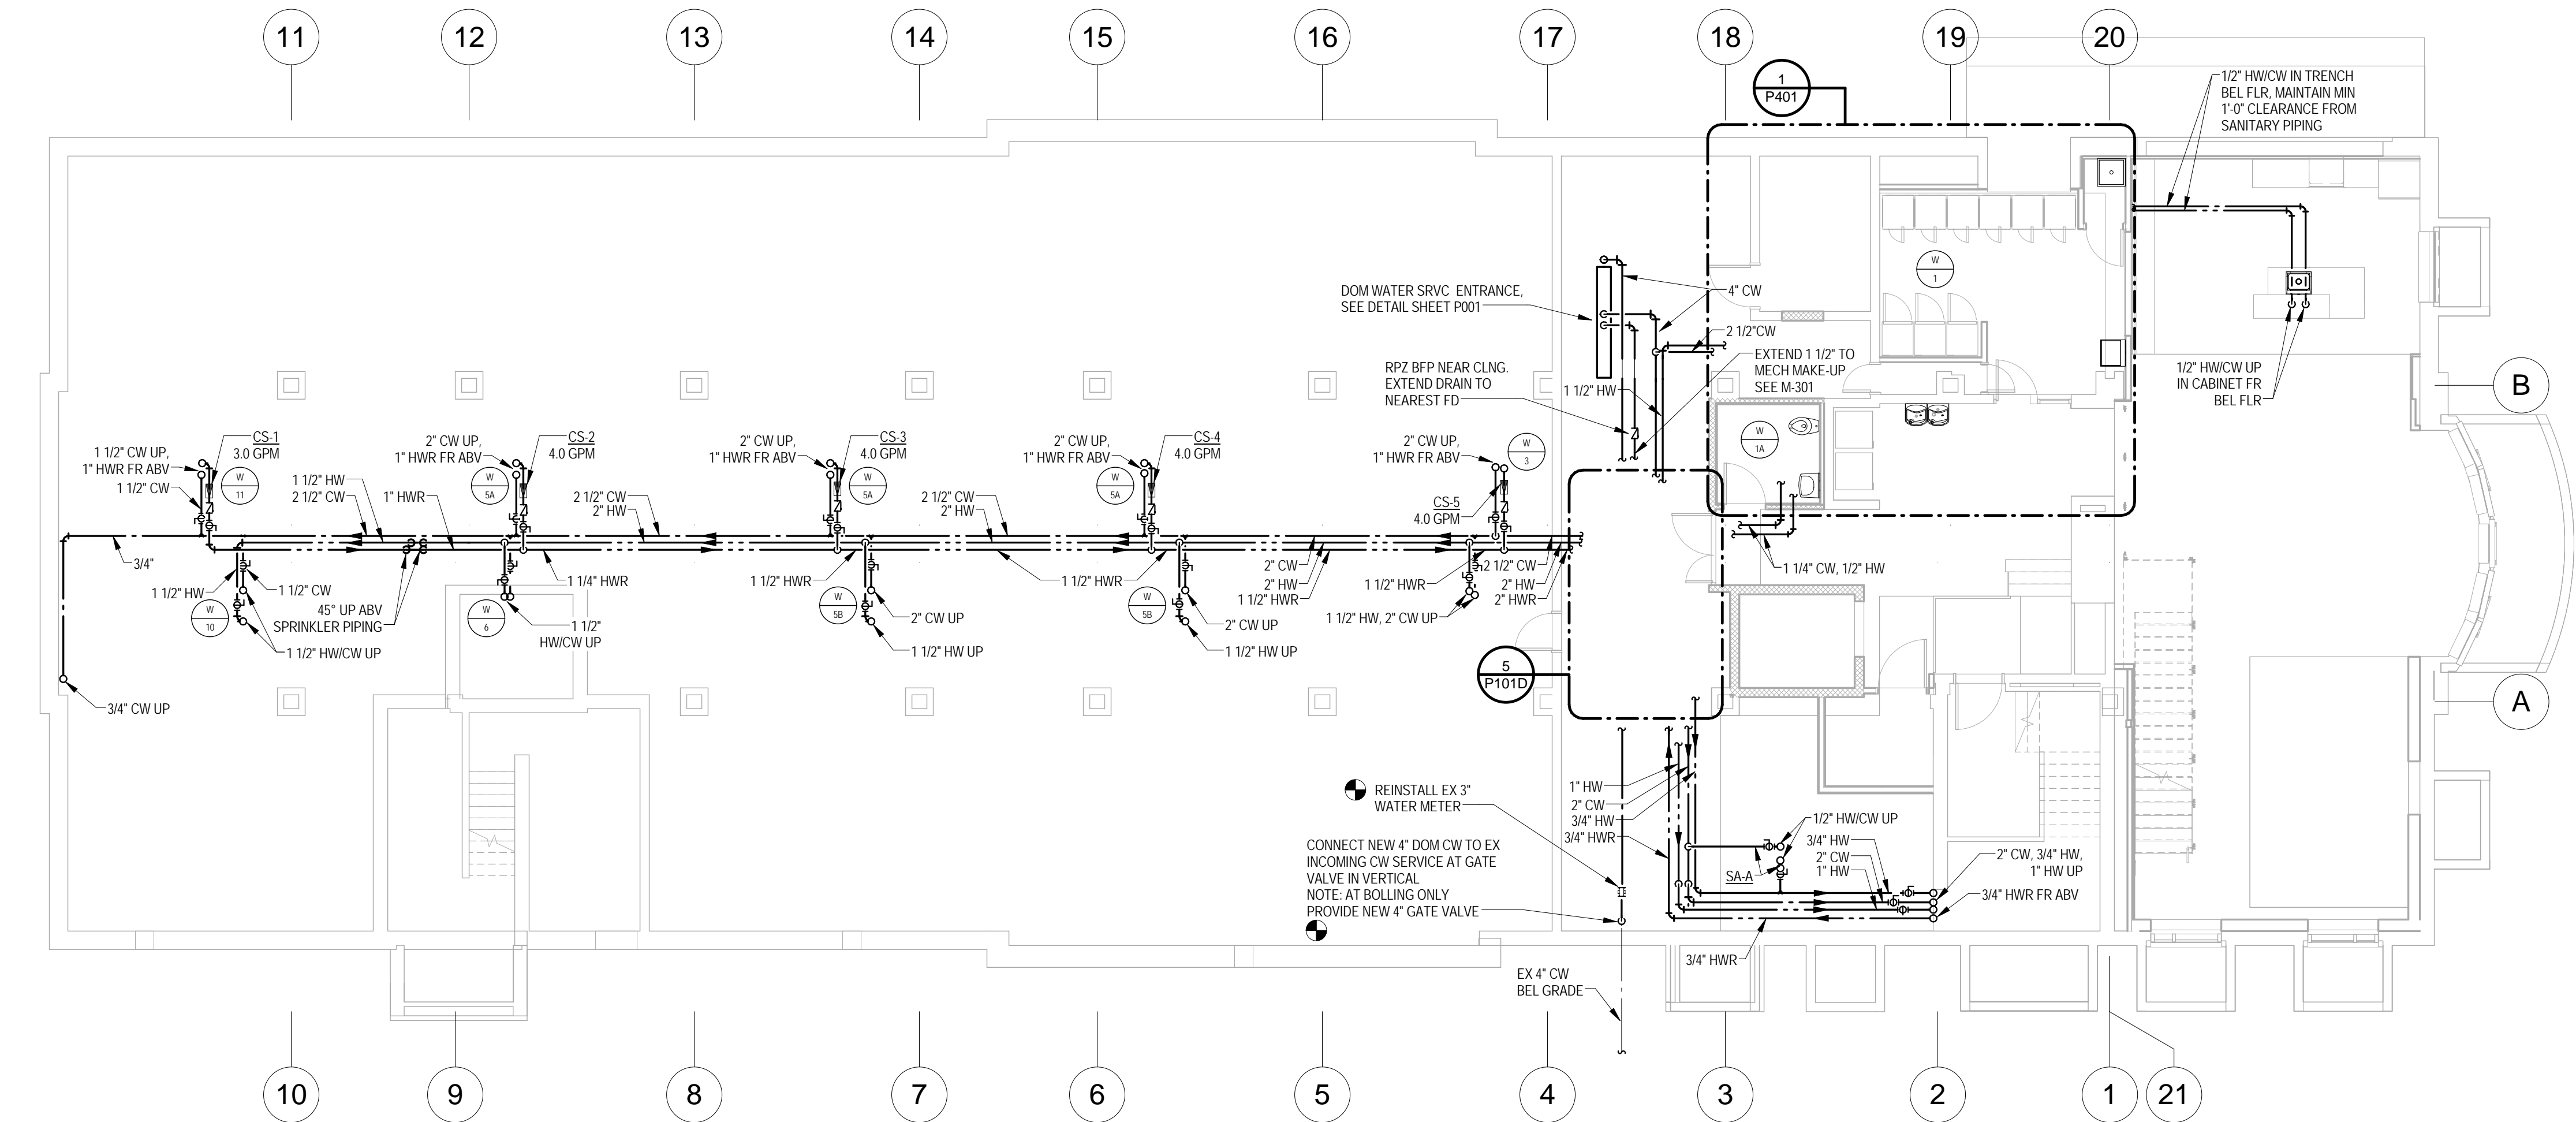 11
12
13
14
15
16
17
18
19
20
1
P401
1/2" HW/CW IN TRENCH
BEL FLR, MAINTAIN MIN
1'-0" CLEARANCE FROM
SANITARY PIPING
W
1
DOM WATER SRVC ENTRANCE,
SEE DETAIL SHEET P001
4" CW
2 1/2"CW
EXTEND 1 1/2" TO
MECH MAKE-UP
SEE M-301
RPZ BFP NEAR CLNG.
EXTEND DRAIN TO
NEAREST FD
1 1/2" HW
1/2" HW/CW UP
IN CABINET FR
BEL FLR
B
W
1A
1 1/2" CW UP,
1" HWR FR ABV
1 1/2" CW
CS-1
3.0 GPM
W
11
1 1/2" HW
2 1/2" CW
1" HWR
2" CW UP,
1" HWR FR ABV
W
5A
CS-2
4.0 GPM
2 1/2" CW
2" HW
2" CW UP,
1" HWR FR ABV
CS-3
4.0 GPM
W
5A
2 1/2" CW
2" HW
2" CW UP,
1" HWR FR ABV
W
5A
CS-4
4.0 GPM
2" CW UP,
1" HWR FR ABV
W
3
CS-5
4.0 GPM
3/4"
1 1/2" HW
1 1/2" CW
W
10
45° UP ABV
SPRINKLER PIPING
1 1/2" HW/CW UP
3/4" CW UP
W
6
1 1/4" HWR
1 1/2"
HW/CW UP
1 1/2" HWR
W
5B
2" CW UP
1 1/2" HW UP
1 1/2" HWR
W
5B
2" CW UP
1 1/2" HW UP
2" CW
2" HW
1 1/2" HWR
1 1/2" HWR
1 1/2" HW, 2" CW UP
2 1/2" CW
2" HW
2" HWR
1 1/4" CW, 1/2" HW
5
P101D
A
REINSTALL EX 3"
WATER METER
CONNECT NEW 4" DOM CW TO EX
INCOMING CW SERVICE AT GATE
VALVE IN VERTICAL
NOTE: AT BOLLING ONLY
PROVIDE NEW 4" GATE VALVE
1" HW
2" CW
3/4" HW
3/4" HWR
1/2" HW/CW UP
3/4" HW
2" CW
1" HW
SA-A
2" CW, 3/4" HW,
1" HW UP
3/4" HWR FR ABV
3/4" HWR
EX 4" CW
BEL GRADE
10
9
8
7
6
5
4
3
2
1
21